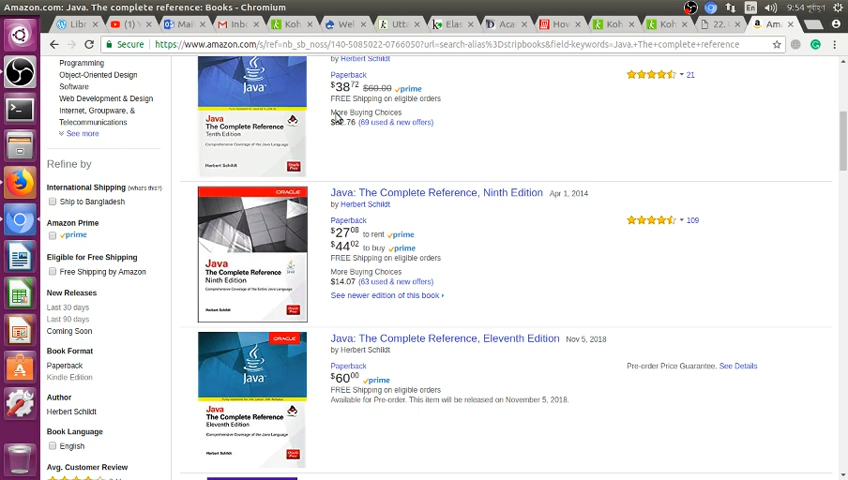 Amazon.com: Java. The complete reference: Books - Chromium
9:54
Secure
https://www.amazon.com/s/ref=nb_sb_noss/140-5085022-0766050?url=search-alias%3Dstripbooks&field-keywords=Java.+The+complete+reference
Programming
Object-Oriented Design
Software
Web Development & Design
Internet, Groupware, &
Telecommunications
See more
Refine by
International Shipping (what's this?)
Ship to Bangladesh
Amazon Prime
prime
Eligible for Free Shipping
Free Shipping by Amazon
New Releases
Last 30 days
Last 90 days
Coming Soon
Book Format
Paperback
Kindle Edition
Author
Herbert Schildt
Book Language
English
Avg. Customer Review
by Herbert Schildt
Paperback
$38 72 $60.00 prime
FREE Shipping on eligible orders
More Buying Choices
(69 used & new offers)
21
Java
Java
The Complete Reference
Tenth Edition
Herbert Schildt
ORACLE
Java
The Complete Reference
Ninth Edition
Herbert Schildt
Java: The Complete Reference, Ninth Edition Apr 1, 2014
by Herbert Schildt
Paperback
$27 08 to rent prime
$44 02 to buy prime
FREE Shipping on eligible orders
More Buying Choices
$14.07 (63 used & new offers)
See newer edition of this book
109
ORACLE
Java
Java
The Complete Reference
Eleventh Edition
Herbert Schildt
Java: The Complete Reference, Eleventh Edition Nov 5, 2018
by Herbert Schildt
Paperback
$60 00 prime
FREE Shipping on eligible orders
Available for Pre-order. This item will be released on November 5, 2018.
Pre-order Price Guarantee. See Details